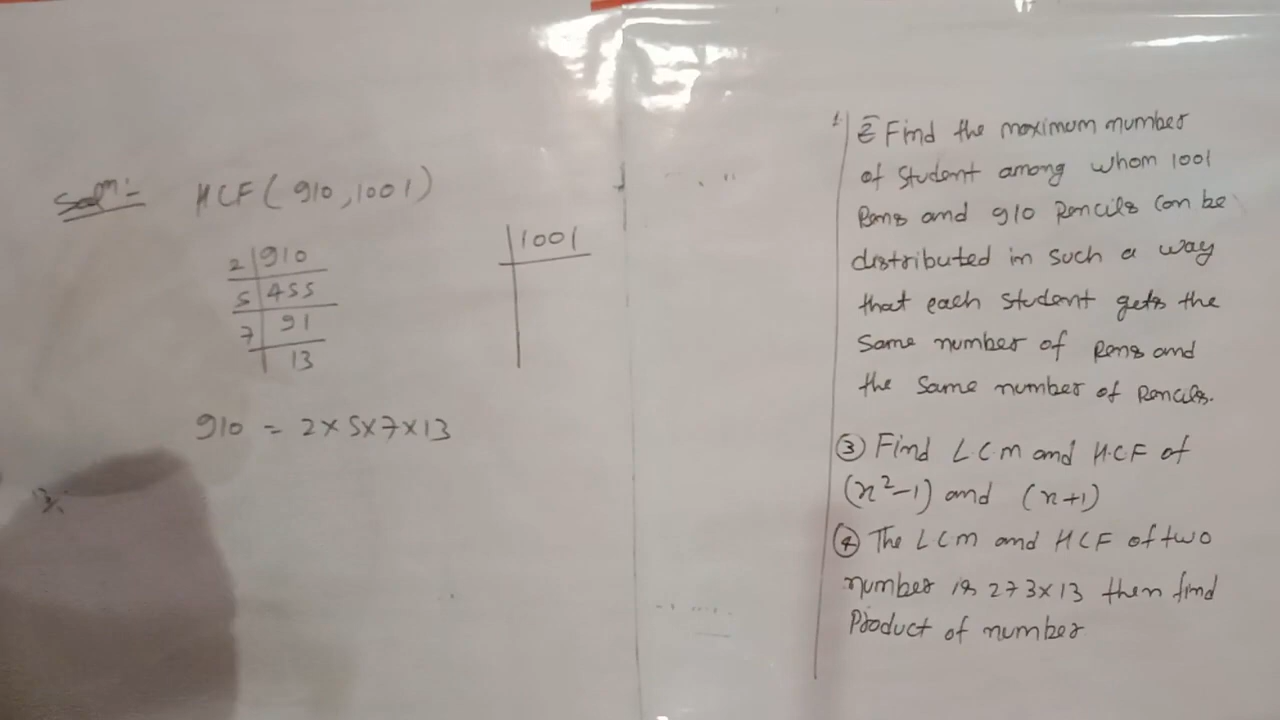 Soln:-
HCF(910,1001)
2|910
5|455
7|91
13
1001
910 = 2×5×7×13
Find the maximum number
of student among whom 1001
Pens and 910 Pencils can be
distributed in such a way
that each student gets the
same number of Pens and
the same number of Pencils.
③ Find L.C.M and H.C.F of
(x²-1) and (x+1)
④ The LCM and HCF of two
number is 273×13 then find
Product of number